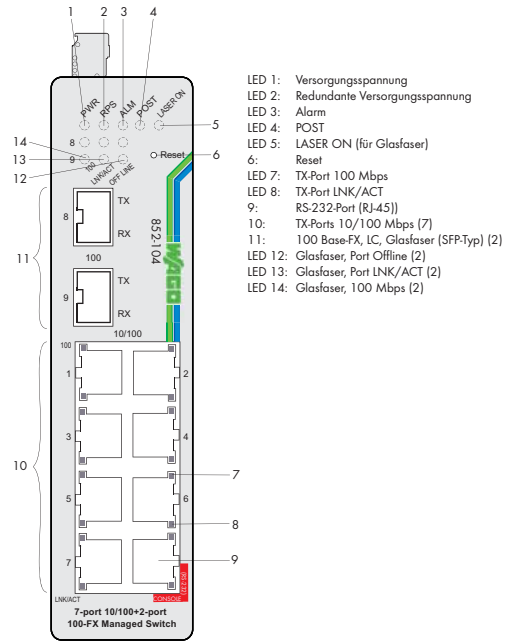 1 2 3 4
PWR RPS ALM POST LASER ON
5
8
14
13
9
Reset
6
12
100 LNK/ACT OFF LINE
TX
8
RX
100
852-104
WAGO
11
TX
9
RX
10/100
100
1
2
3
4
10
7
5
6
8
7
9
(RS-232)
LNK/ACT
CONSOLE
7-port 10/100+2-port
100-FX Managed Switch
LED 1: Versorgungsspannung
LED 2: Redundante Versorgungsspannung
LED 3: Alarm
LED 4: POST
LED 5: LASER ON (für Glasfaser)
6: Reset
LED 7: TX-Port 100 Mbps
LED 8: TX-Port LNK/ACT
9: RS-232-Port (RJ-45))
10: TX-Ports 10/100 Mbps (7)
11: 100 Base-FX, LC, Glasfaser (SFP-Typ) (2)
LED 12: Glasfaser, Port Offline (2)
LED 13: Glasfaser, Port LNK/ACT (2)
LED 14: Glasfaser, 100 Mbps (2)